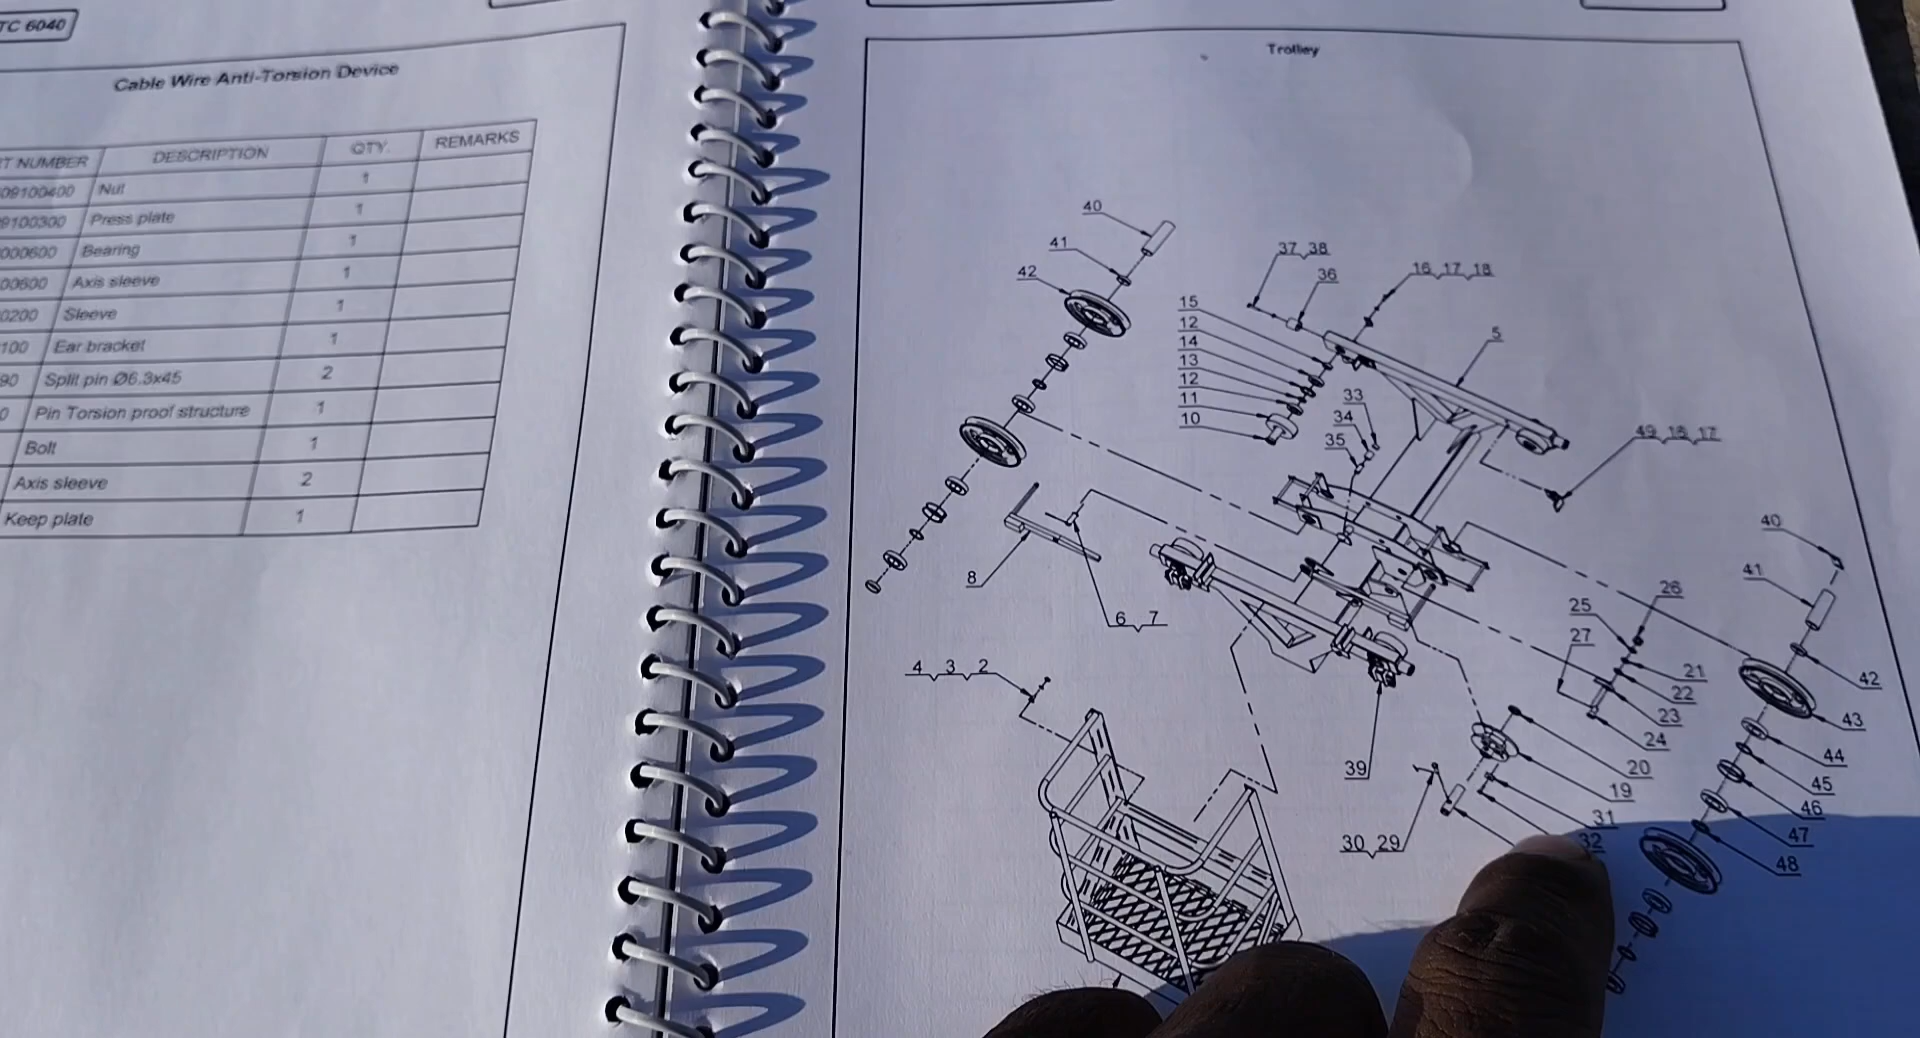 TC 6040
Cable Wire Anti-Torsion Device
T NUMBER DESCRIPTION QTY. REMARKS
09100400 Nut 1
9100300 Press plate 1
000600 Bearing 1
00600 Axis sleeve 1
0200 Sleeve 1
100 Ear bracket 1
90 Split pin Ø6.3x45 2
0 Pin Torsion proof structure 1
Bolt 1
Axis sleeve 2
Keep plate 1
Trolley
40
41
42
37, 38
36
16, 17, 18
15
12
14
13
12
11
10
5
33
34
35
49, 16, 17
8
6, 7
4, 3, 2
40
41
26
25
27
21
22
23
24
42
43
44
45
46
47
48
39
20
19
31
32
30, 29